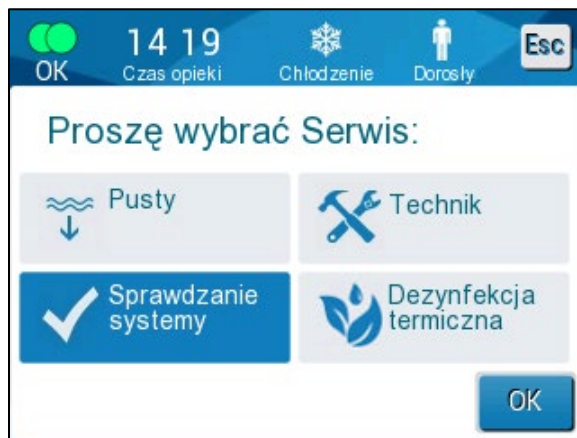 OK
14 19
Czas opieki
Chłodzenie
Dorosły
Esc
Proszę wybrać Serwis:
Pusty
Technik
Sprawdzanie
systemy
Dezynfekcja
termiczna
OK